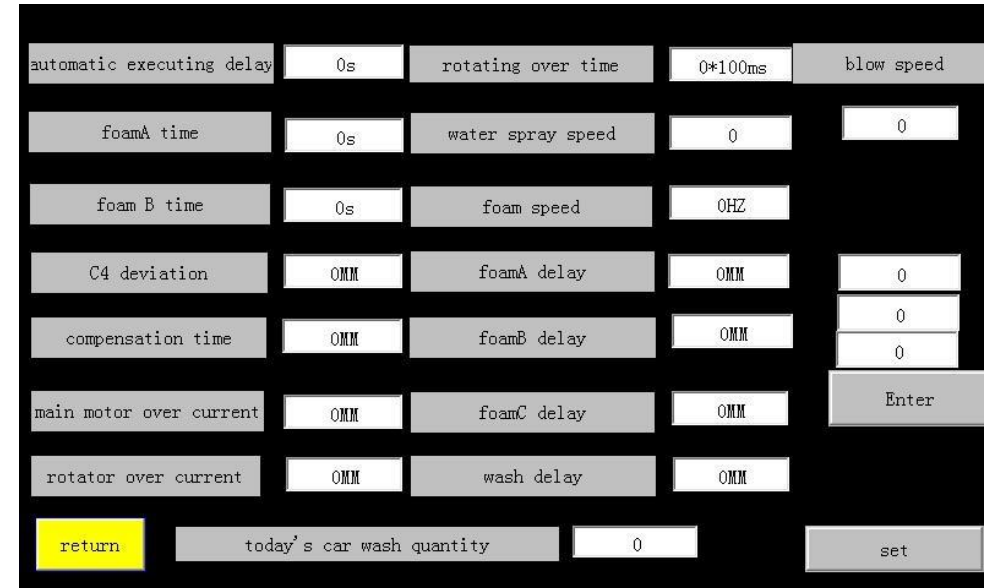 automatic executing delay 0s rotating over time 0*100ms blow speed
foamA time 0s water spray speed 0 0
foam B time 0s foam speed 0HZ
C4 deviation 0MM foamA delay 0MM 0
compensation time 0MM foamB delay 0MM 0
0
main motor over current 0MM foamC delay 0MM Enter
rotator over current 0MM wash delay 0MM
return today's car wash quantity 0 set